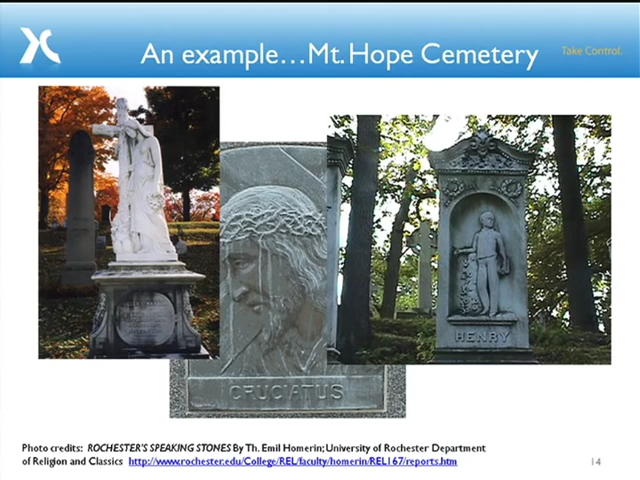 An example…Mt. Hope Cemetery
Take Control.
CRUCIATUS
HENRY
Photo credits: ROCHESTER'S SPEAKING STONES By Th. Emil Homerin; University of Rochester Department
of Religion and Classics http://www.rochester.edu/College/REL/faculty/homerin/REL167/reports.htm
14